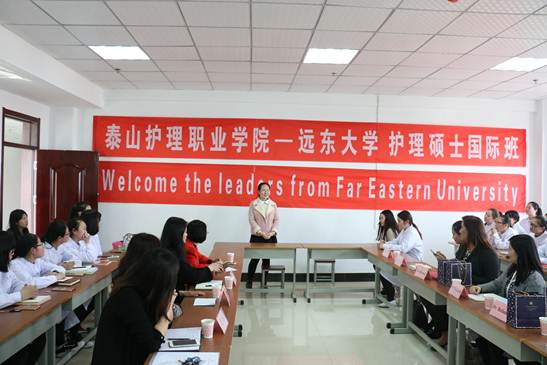 泰山护理职业学院—远东大学 护理硕士国际班
Welcome the leaders from Far Eastern University